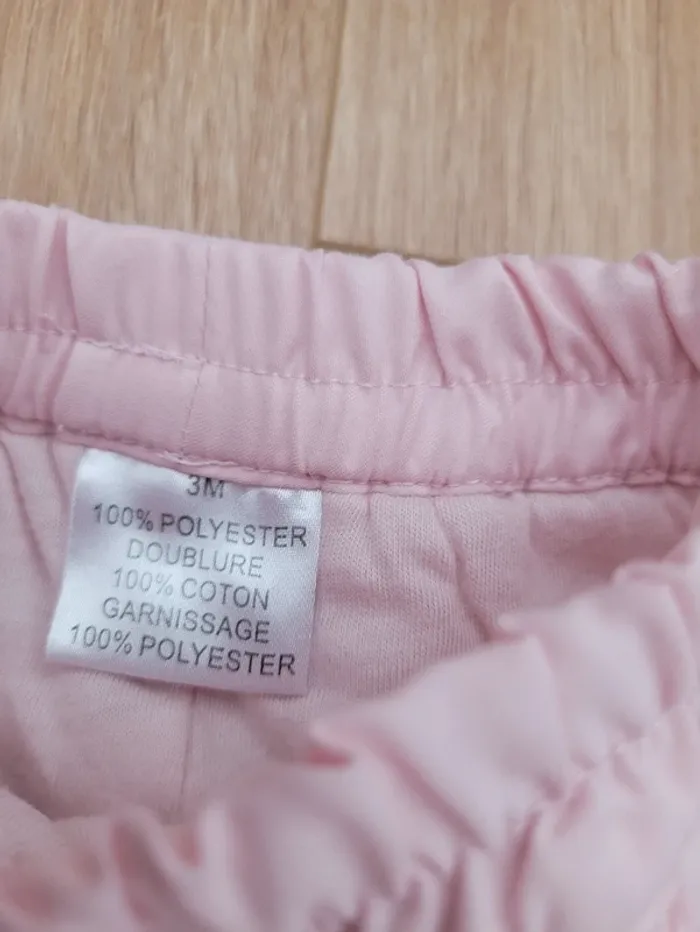 3M
100% POLYESTER
DOUBLURE
100% COTON
GARNISSAGE
100% POLYESTER